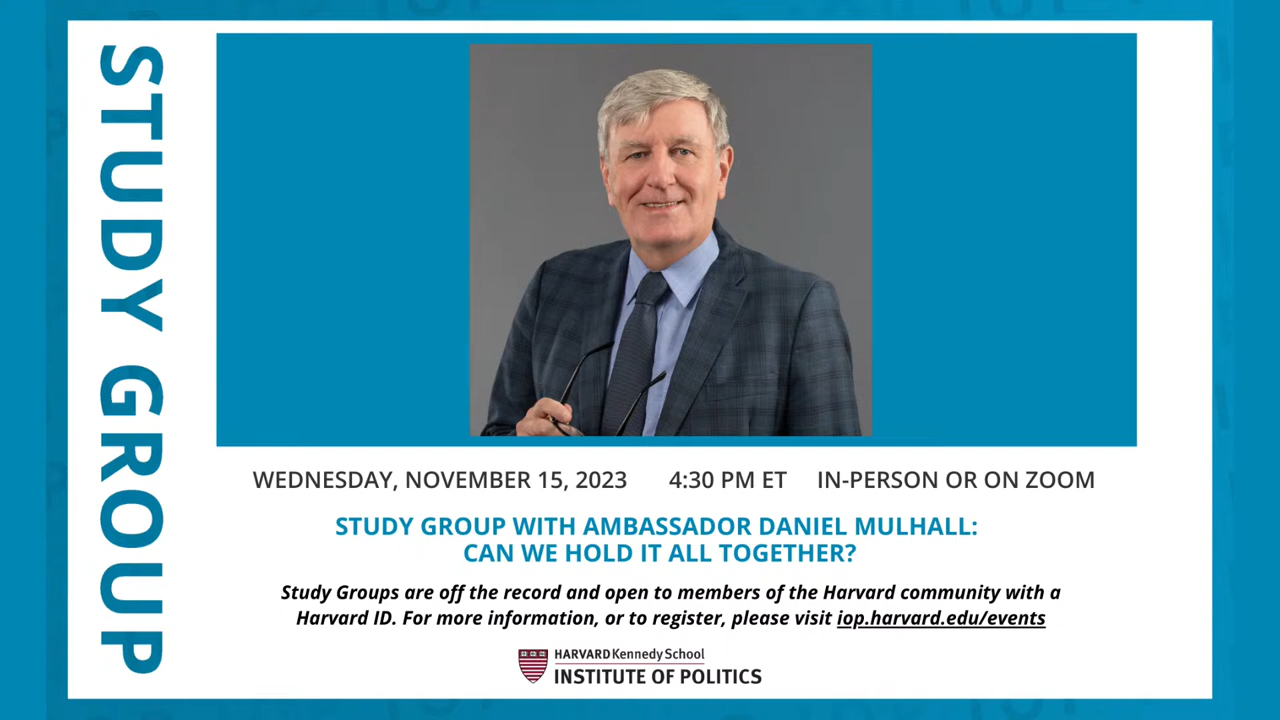 STUDY GROUP
WEDNESDAY, NOVEMBER 15, 2023 4:30 PM ET IN-PERSON OR ON ZOOM
STUDY GROUP WITH AMBASSADOR DANIEL MULHALL:
CAN WE HOLD IT ALL TOGETHER?
Study Groups are off the record and open to members of the Harvard community with a
Harvard ID. For more information, or to register, please visit iop.harvard.edu/events
HARVARD Kennedy School
INSTITUTE OF POLITICS